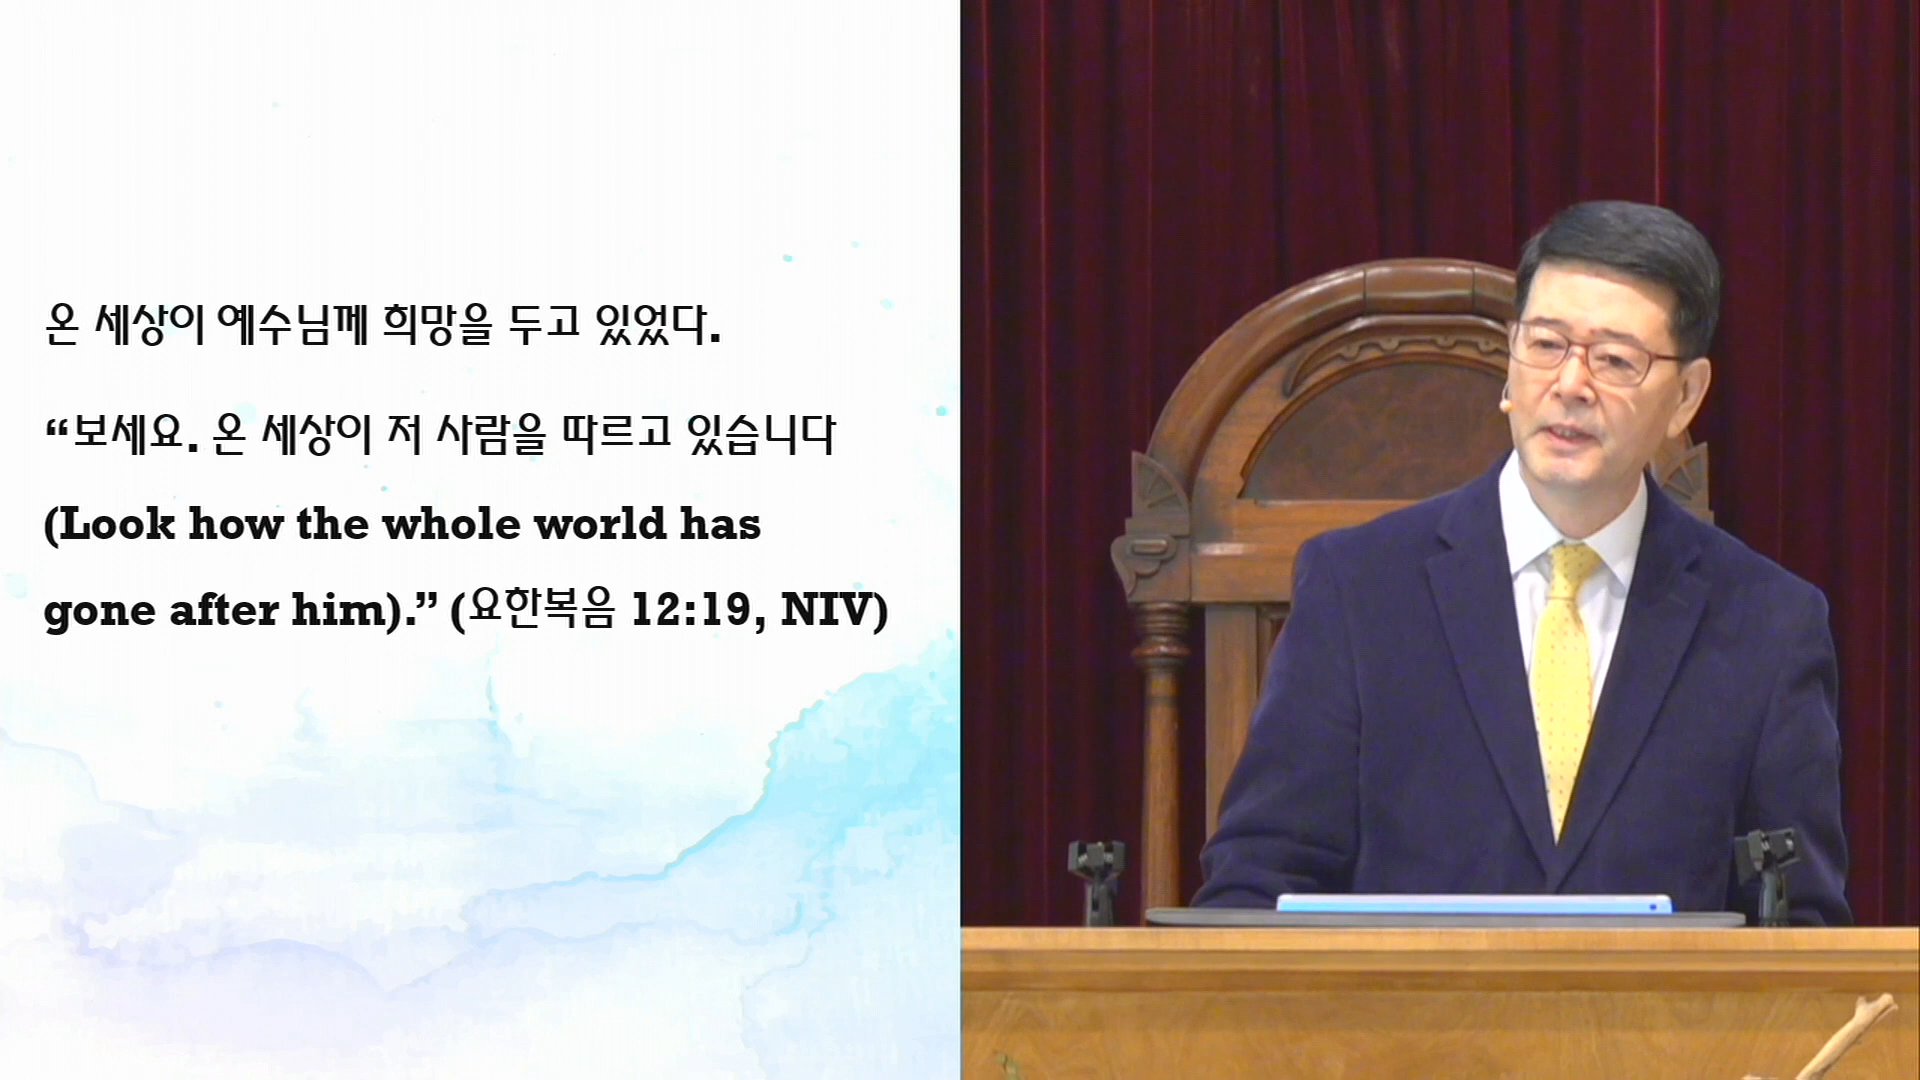 온 세상이 예수님께 희망을 두고 있었다.
“보세요. 온 세상이 저 사람을 따르고 있습니다
(Look how the whole world has
gone after him).” (요한복음 12:19, NIV)